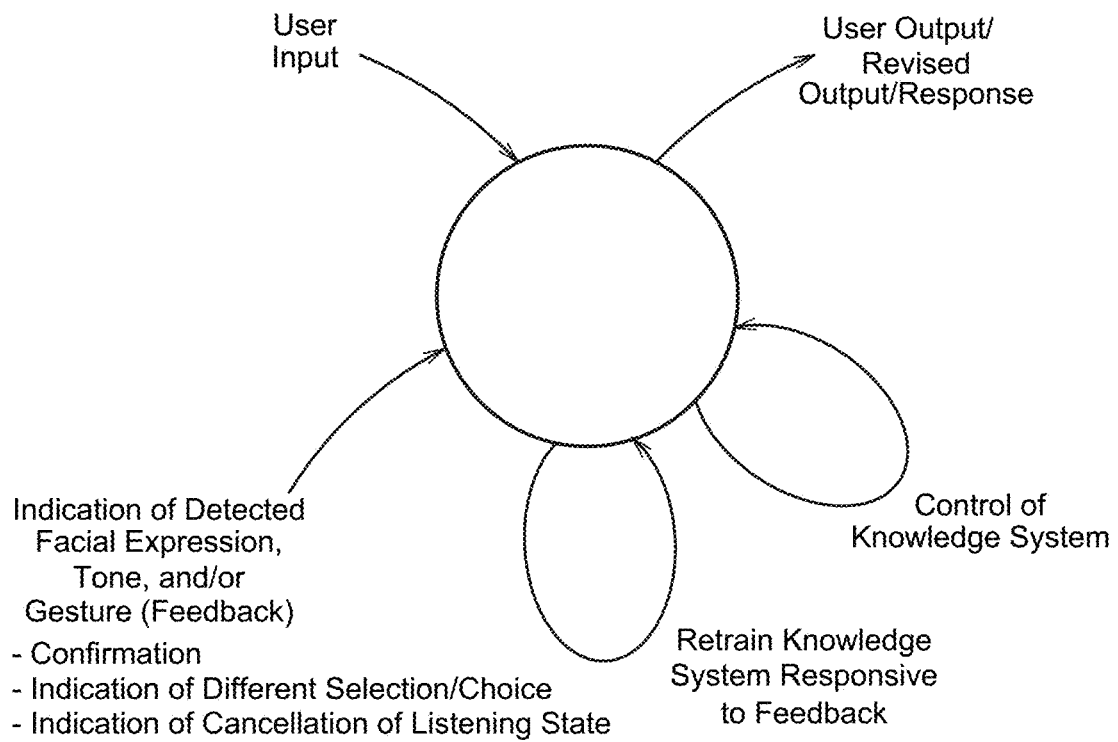 User
Input
User Output/
Revised
Output/Response
Indication of Detected
Facial Expression,
Tone, and/or
Gesture (Feedback)
- Confirmation
- Indication of Different Selection/Choice
- Indication of Cancellation of Listening State
Retrain Knowledge
System Responsive
to Feedback
Control of
Knowledge System